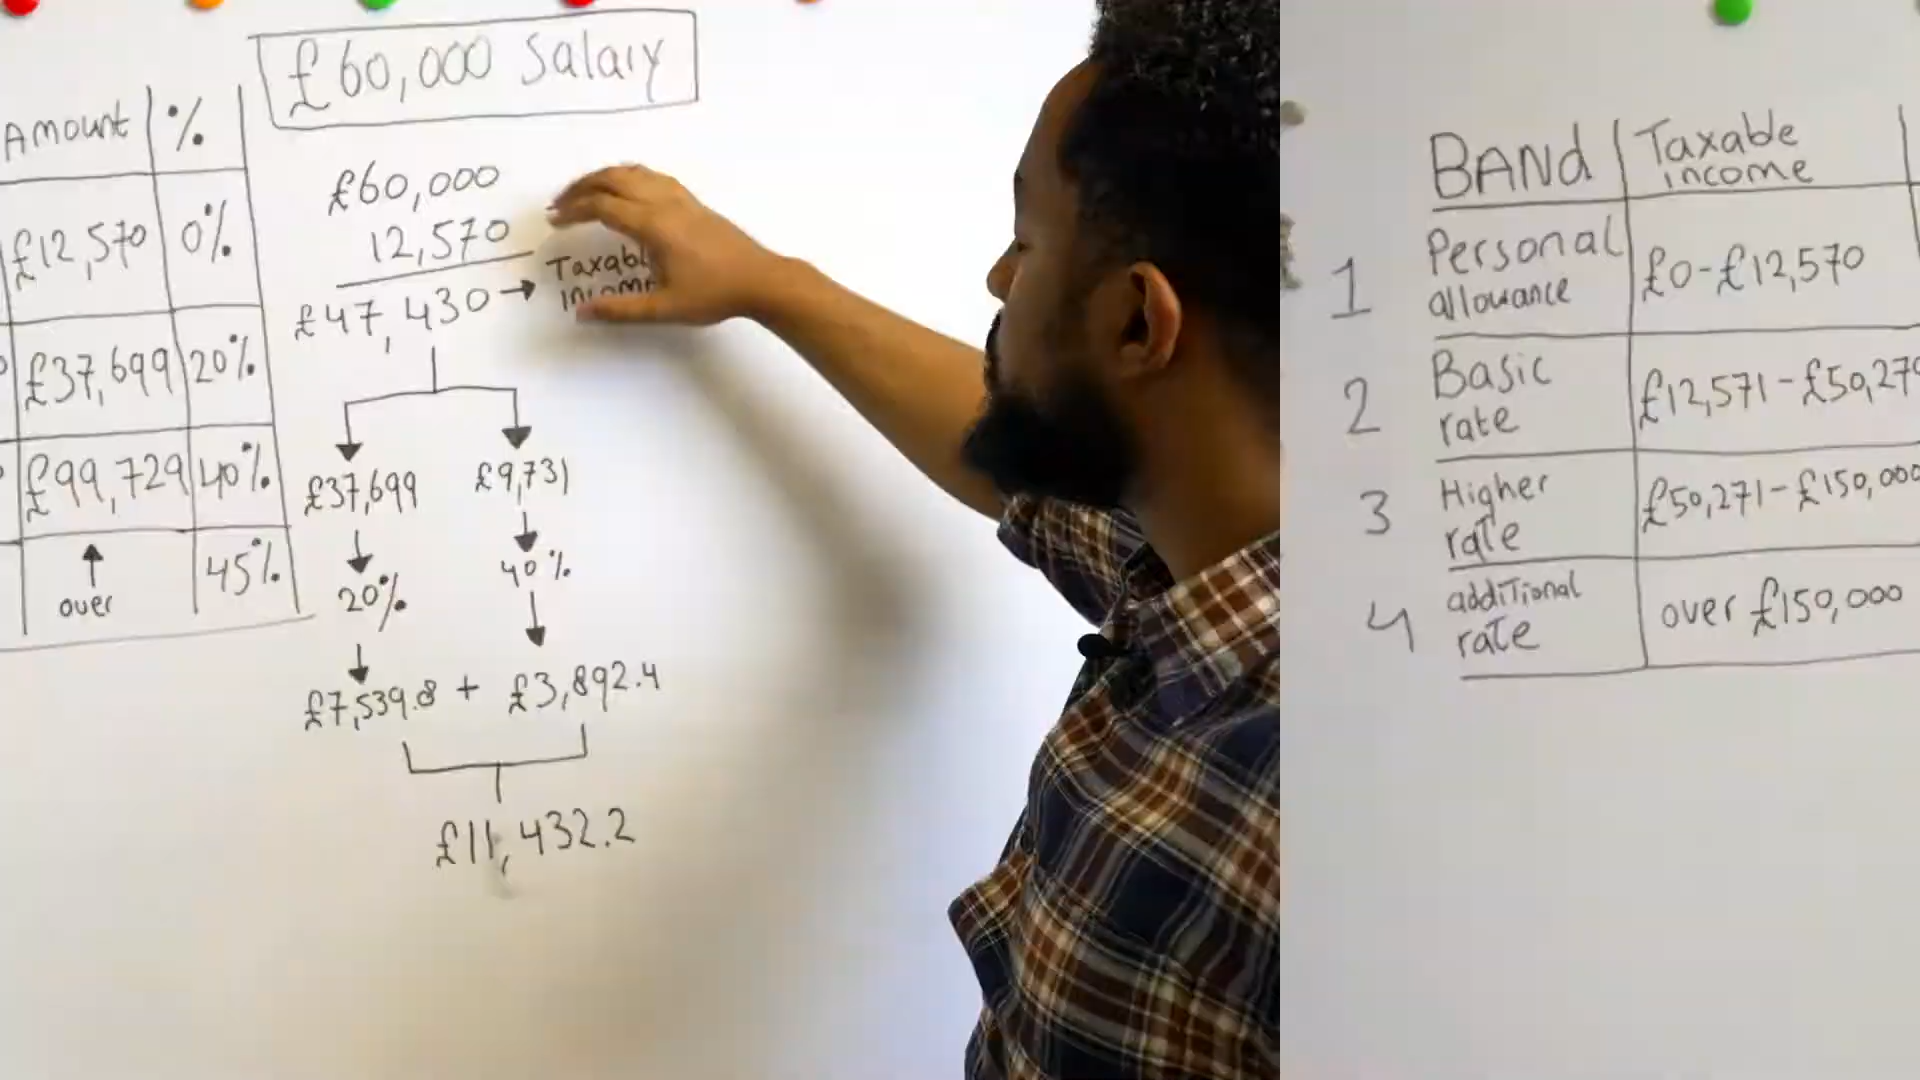 £60,000 Salary
Amount %
£12,570 0%
£37,699 20%
£99,729 40%
over 45%
£60,000
12,570
£47,430 → Taxable
income
£37,699 £9,731
20% 40%
£7,539.8 + £3,892.4
£11,432.2
BANd Taxable
income
1 Personal
allowance £0-£12,570
2 Basic
rate £12,571-£50,270
3 Higher
rate £50,271-£150,000
4 additional
rate over £150,000